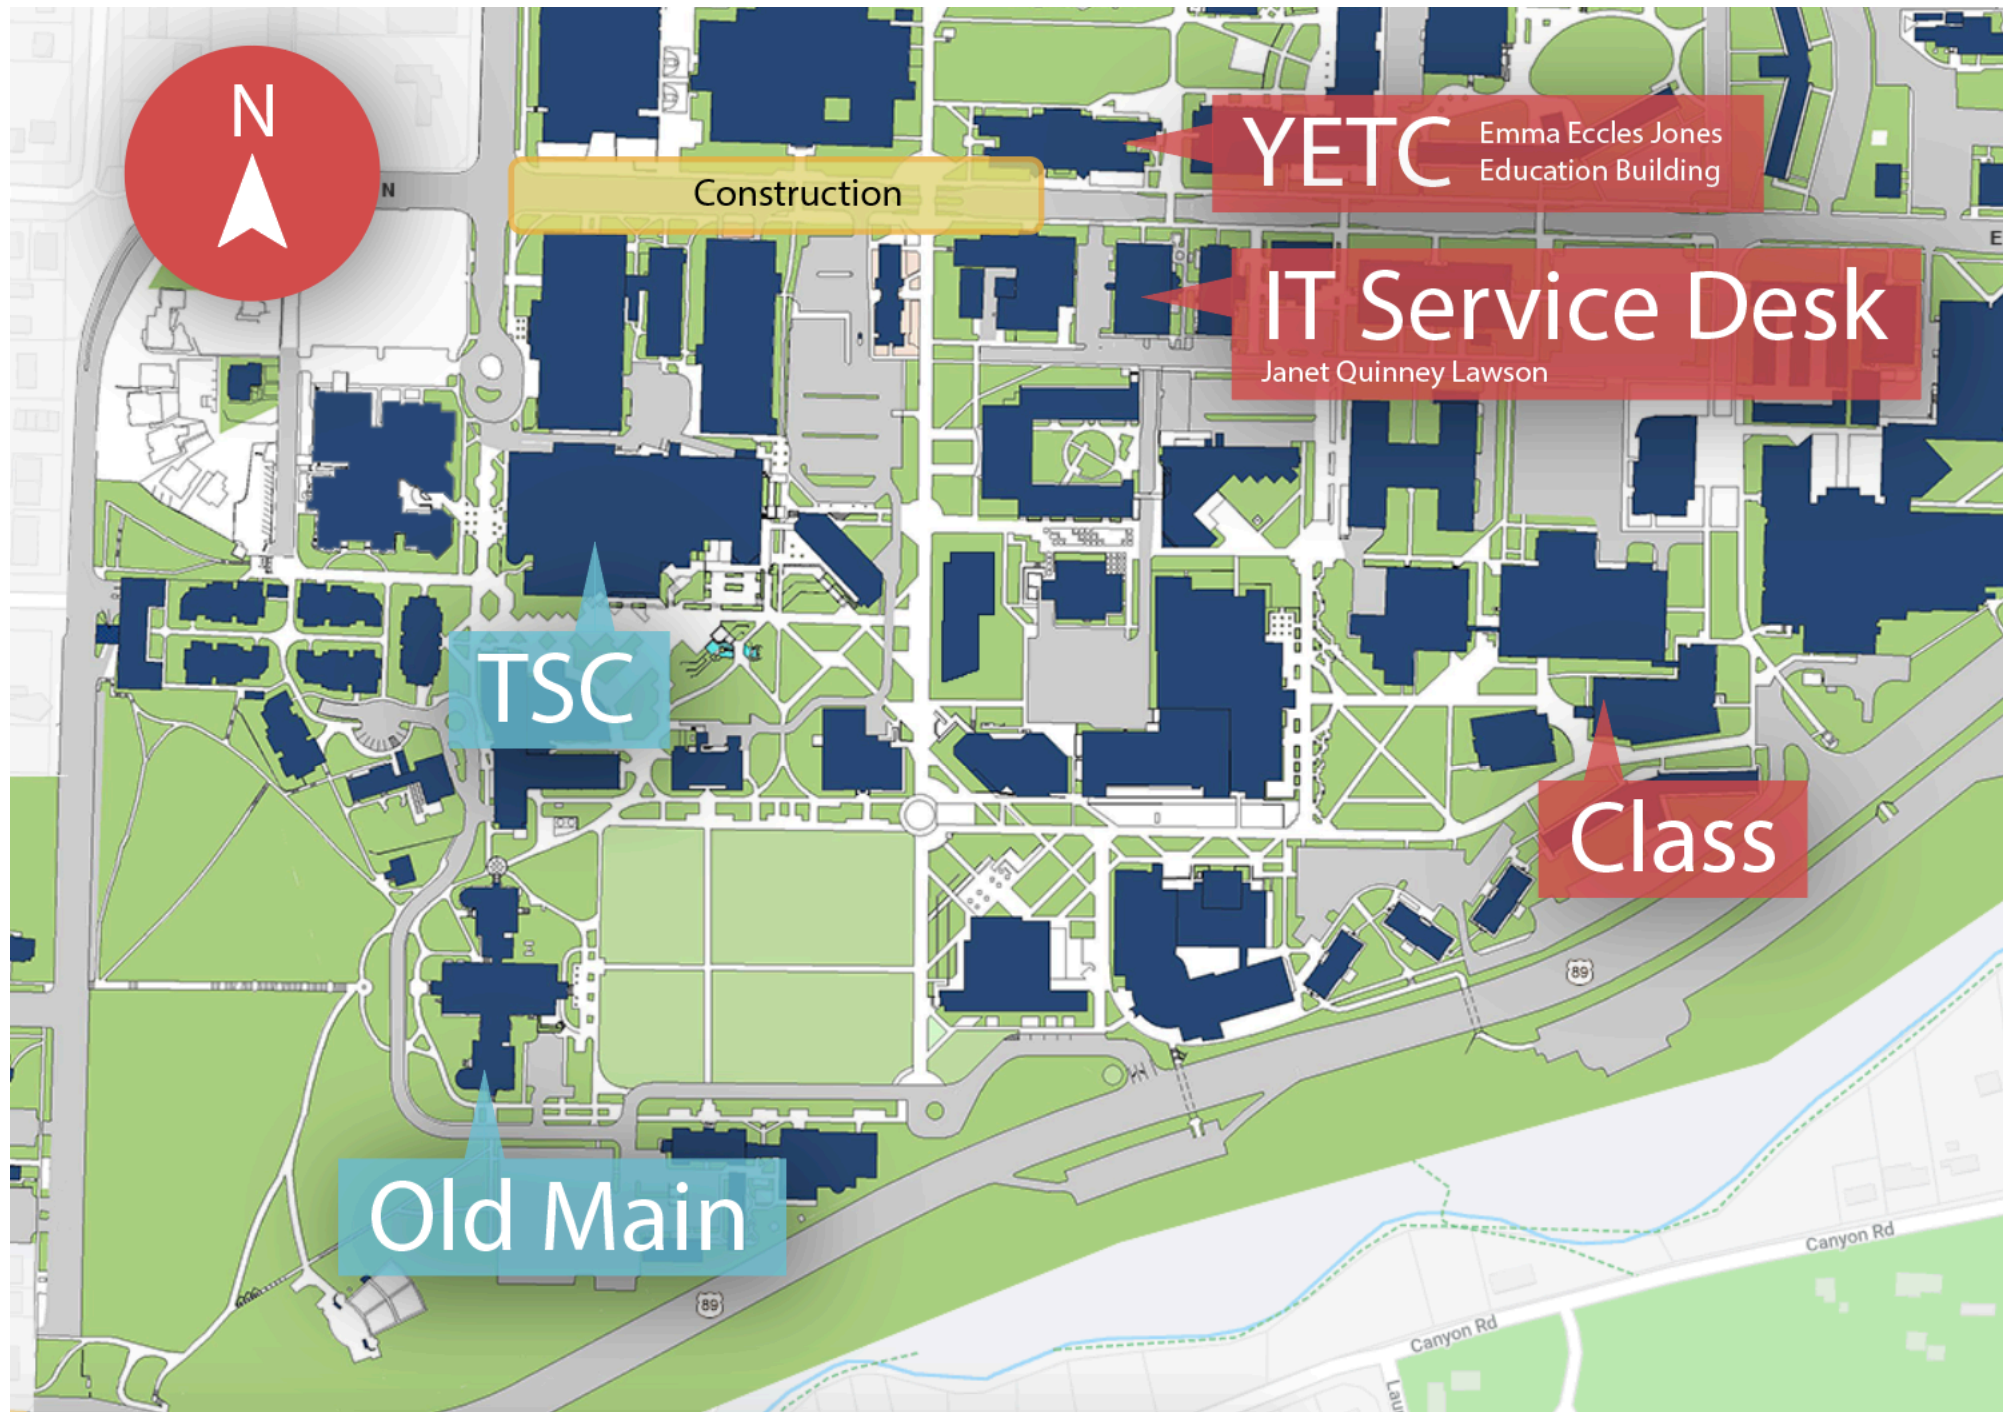 N
N
Construction
YETC
Emma Eccles Jones
Education Building
E
IT Service Desk
Janet Quinney Lawson
TSC
Class
89
Old Main
89
Canyon Rd
Canyon Rd
Lau